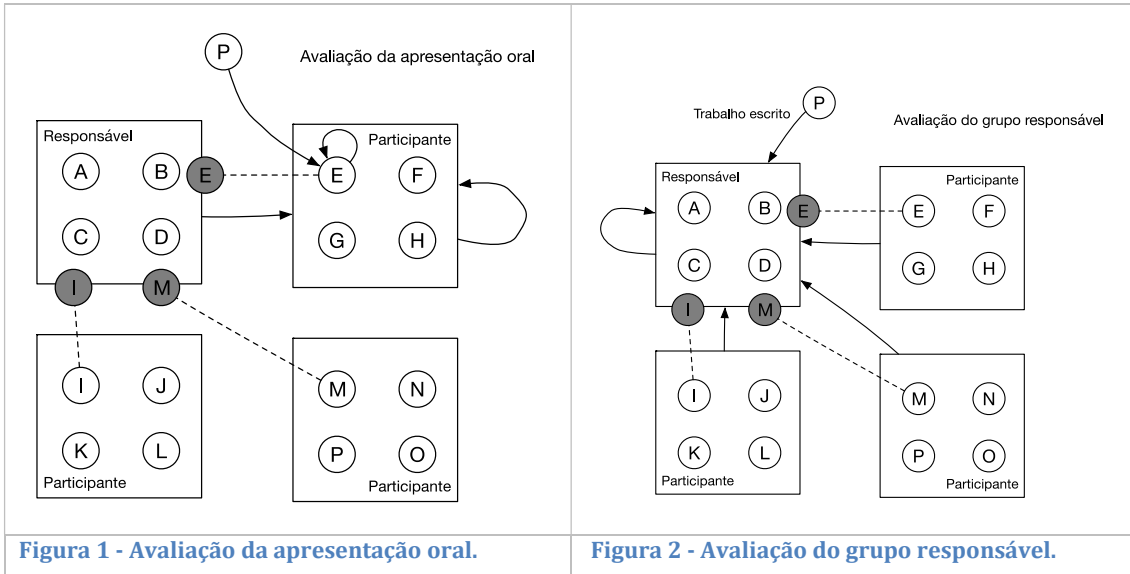 P
Avaliação da apresentação oral
Responsável
A B E
C D
I M
Participante
E F
G H
I J
K L
Participante
M N
P O
Participante
Figura 1 - Avaliação da apresentação oral.
P
Trabalho escrito
Avaliação do grupo responsável
Responsável
A B E
C D
I M
Participante
E F
G H
I J
K L
Participante
M N
P O
Participante
Figura 2 - Avaliação do grupo responsável.